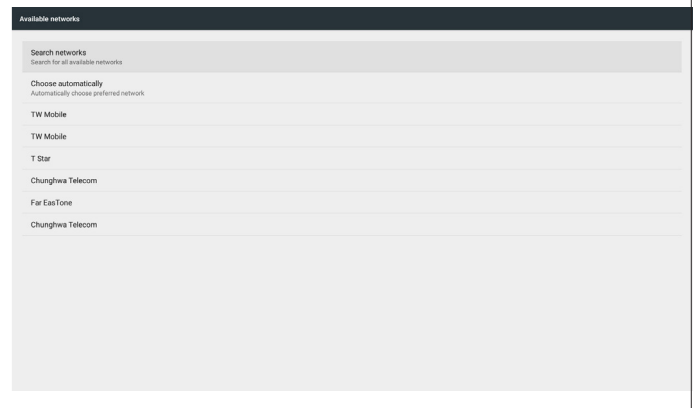 Available networks
Search networks
Search for all available networks
Choose automatically
Automatically choose preferred network
TW Mobile
TW Mobile
T Star
Chunghwa Telecom
Far EasTone
Chunghwa Telecom